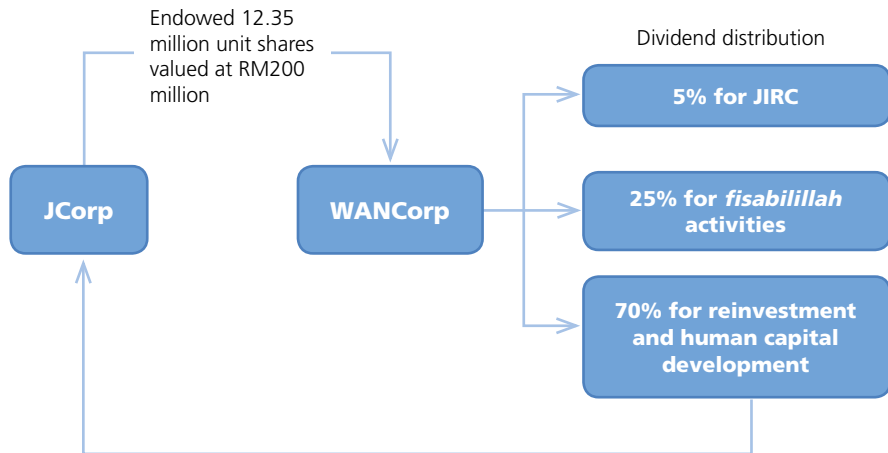 Endowed 12.35
million unit shares
valued at RM200
million
Dividend distribution
5% for JIRC
JCorp
WANCorp
25% for fisabilillah
activities
70% for reinvestment
and human capital
development